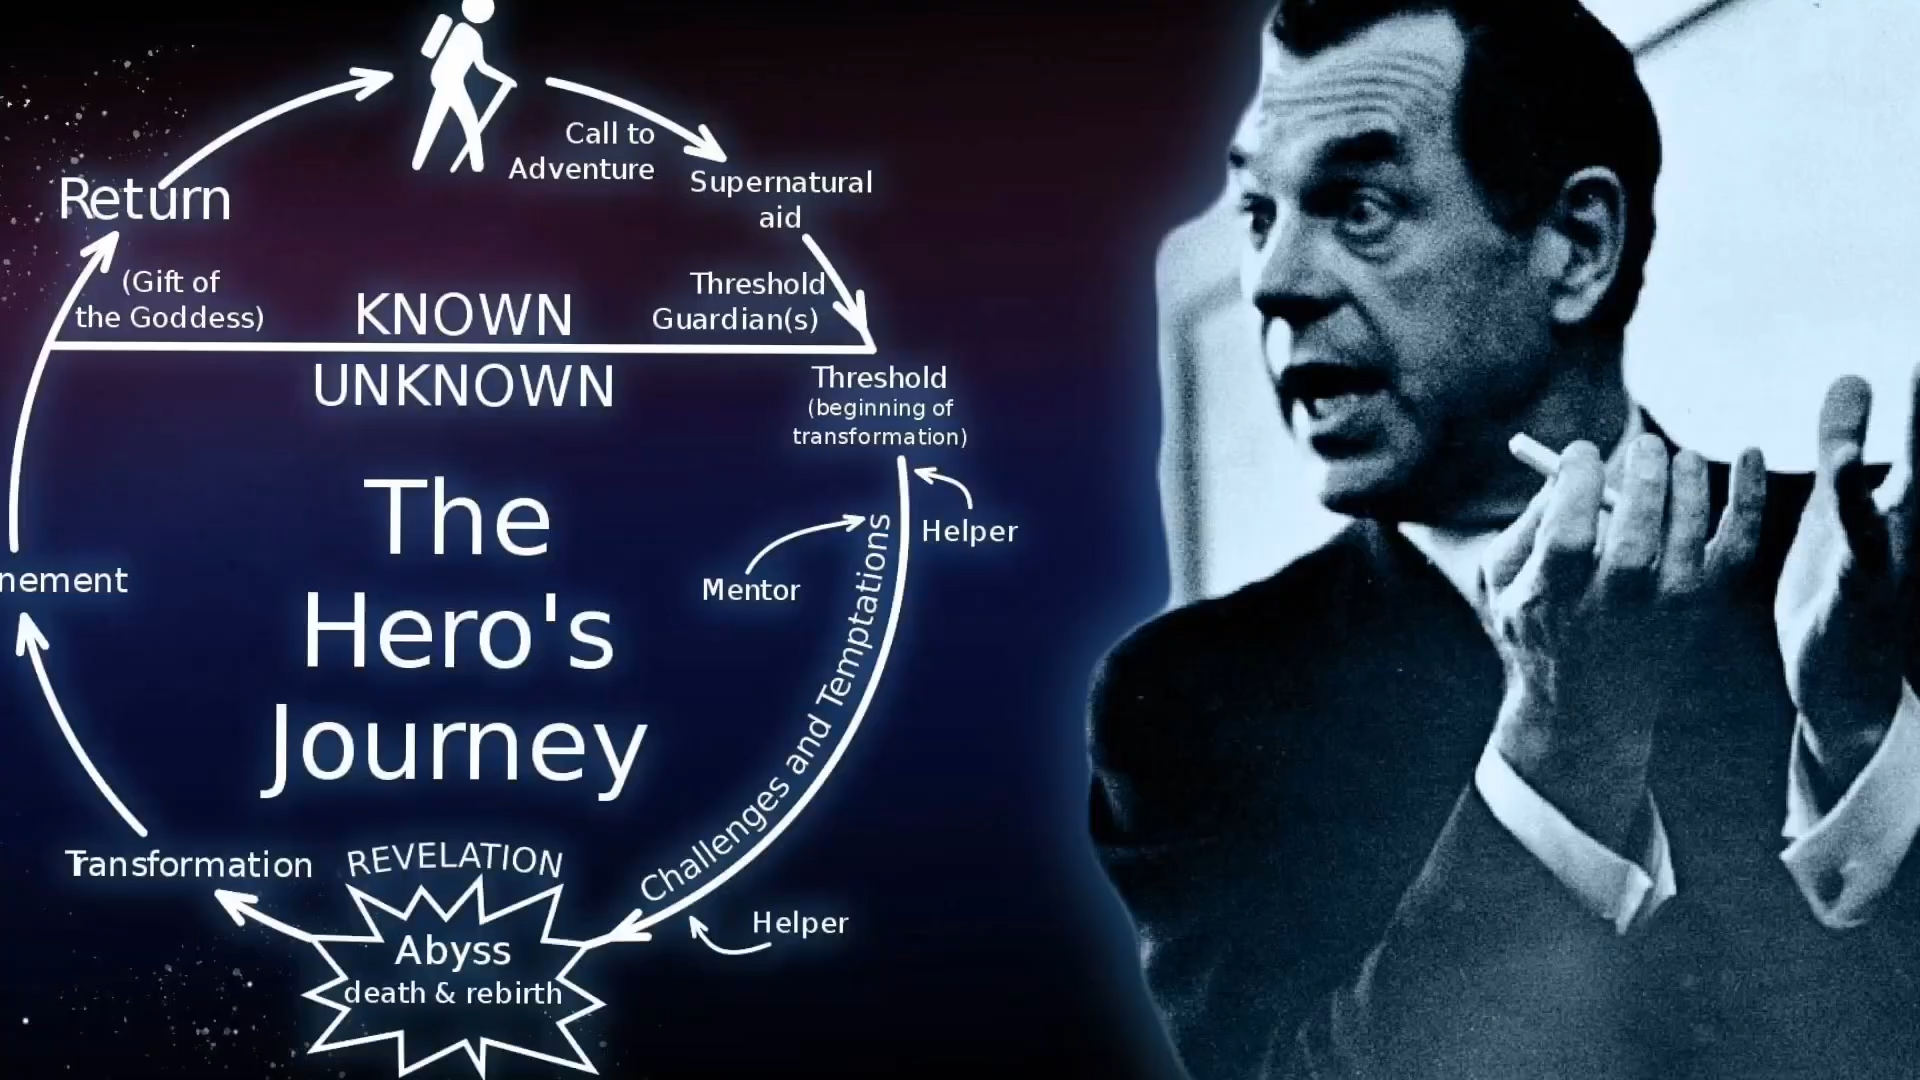 Call to
Adventure
Supernatural
aid
Return
(Gift of
the Goddess)
Threshold
Guardian(s)
KNOWN
UNKNOWN
Threshold
(beginning of
transformation)
The
Hero's
Journey
Helper
Mentor
Challenges and Temptations
nement
Transformation
REVELATION
Helper
Abyss
death & rebirth